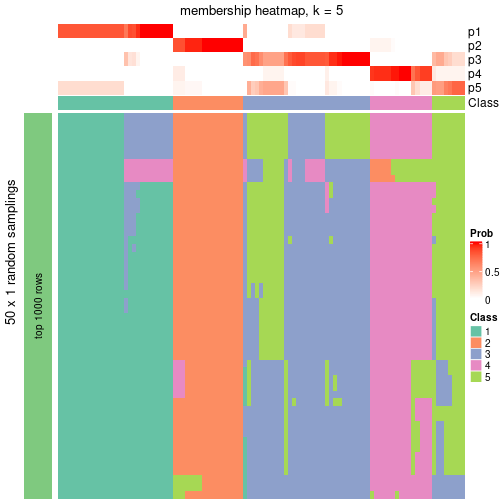 membership heatmap, k = 5
p1
p2
p3
p4
p5
Class
50 x 1 random samplings
top 1000 rows
Prob
1
0.5
0
Class
1
2
3
4
5